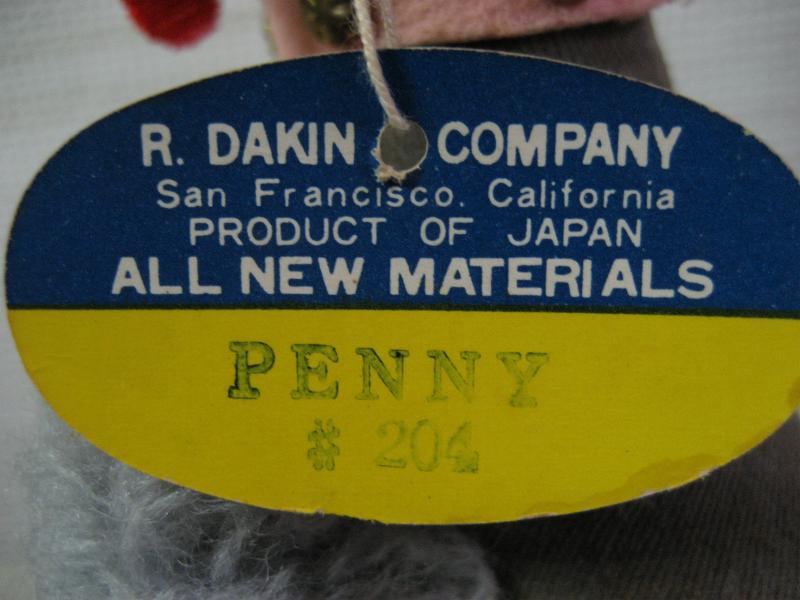 R. DAKIN COMPANY
San Francisco. California
PRODUCT OF JAPAN
ALL NEW MATERIALS
PENNY
# 204